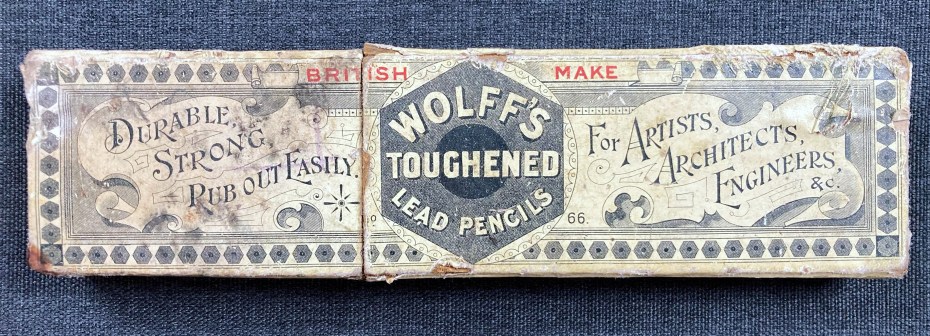 BRITISH MAKE
DURABLE,
STRONG
RUB OUT EASILY.
WOLFF'S
TOUGHENED
LEAD PENCILS
66.
FOR ARTISTS,
ARCHITECTS,
ENGINEERS,
&c.